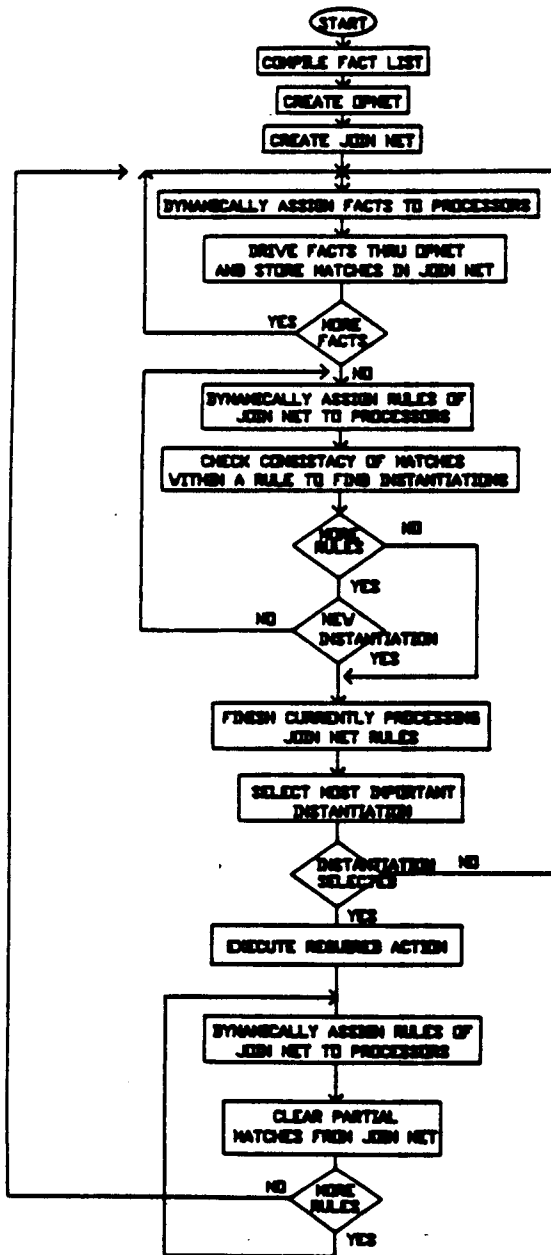 START
COMPILE FACT LIST
CREATE OPNET
CREATE JOIN NET
DYNAMICALLY ASSIGN FACTS TO PROCESSORS
DRIVE FACTS THRU OPNET
AND STORE MATCHES IN JOIN NET
YES
MORE
FACTS
NO
DYNAMICALLY ASSIGN RULES OF
JOIN NET TO PROCESSORS
CHECK CONSISTACY OF MATCHES
WITHIN A RULE TO FIND INSTANTIATIONS
MORE
RULES
NO
YES
NO
NEW
INSTANTIATION
YES
FINISH CURRENTLY PROCESSING
JOIN NET RULES
SELECT MOST IMPORTANT
INSTANTIATION
INSTANTIATION
SELECTED
NO
YES
EXECUTE REQUIRED ACTION
DYNAMICALLY ASSIGN RULES OF
JOIN NET TO PROCESSORS
CLEAR PARTIAL
MATCHES FROM JOIN NET
NO
MORE
RULES
YES